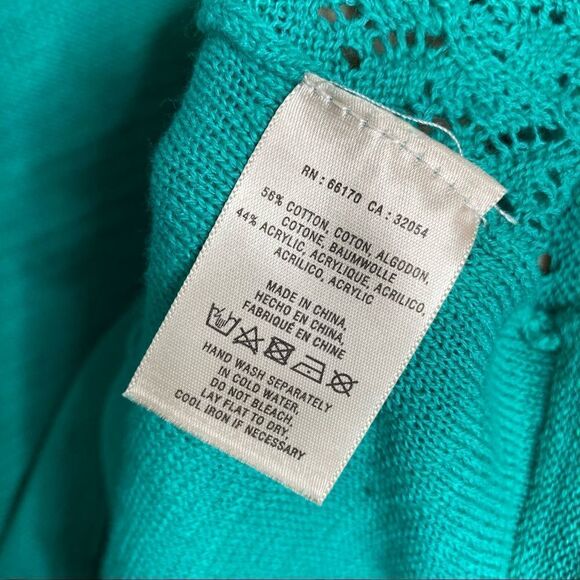 RN : 66170 CA : 32054
56% COTTON, COTON, ALGODON,
COTONE, BAUMWOLLE
44% ACRYLIC, ACRYLIQUE, ACRILICO,
ACRILICO, ACRYLIC
MADE IN CHINA,
HECHO EN CHINA,
FABRIQUÉ EN CHINE
HAND WASH SEPARATELY
IN COLD WATER,
DO NOT BLEACH.
LAY FLAT TO DRY,
COOL IRON IF NECESSARY